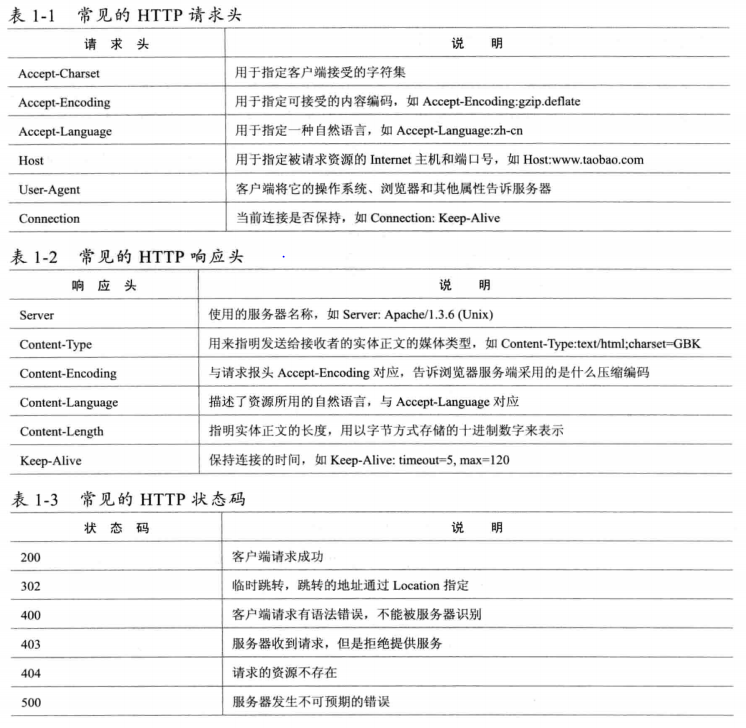 表 1-1 常见的 HTTP 请求头
请 求 头 说 明
Accept-Charset 用于指定客户端接受的字符集
Accept-Encoding 用于指定可接受的内容编码，如 Accept-Encoding:gzip.deflate
Accept-Language 用于指定一种自然语言，如 Accept-Language:zh-cn
Host 用于指定被请求资源的 Internet 主机和端口号，如 Host:www.taobao.com
User-Agent 客户端将它的操作系统、浏览器和其他属性告诉服务器
Connection 当前连接是否保持，如 Connection: Keep-Alive
表 1-2 常见的 HTTP 响应头
响 应 头 说 明
Server 使用的服务器名称，如 Server: Apache/1.3.6 (Unix)
Content-Type 用来指明发送给接收者的实体正文的媒体类型，如 Content-Type:text/html;charset=GBK
Content-Encoding 与请求报头 Accept-Encoding 对应，告诉浏览器服务端采用的是什么压缩编码
Content-Language 描述了资源所用的自然语言，与 Accept-Language 对应
Content-Length 指明实体正文的长度，用以字节方式存储的十进制数字来表示
Keep-Alive 保持连接的时间，如 Keep-Alive: timeout=5, max=120
表 1-3 常见的 HTTP 状态码
状 态 码 说 明
200 客户端请求成功
302 临时跳转，跳转的地址通过 Location 指定
400 客户端请求有语法错误，不能被服务器识别
403 服务器收到请求，但是拒绝提供服务
404 请求的资源不存在
500 服务器发生不可预期的错误